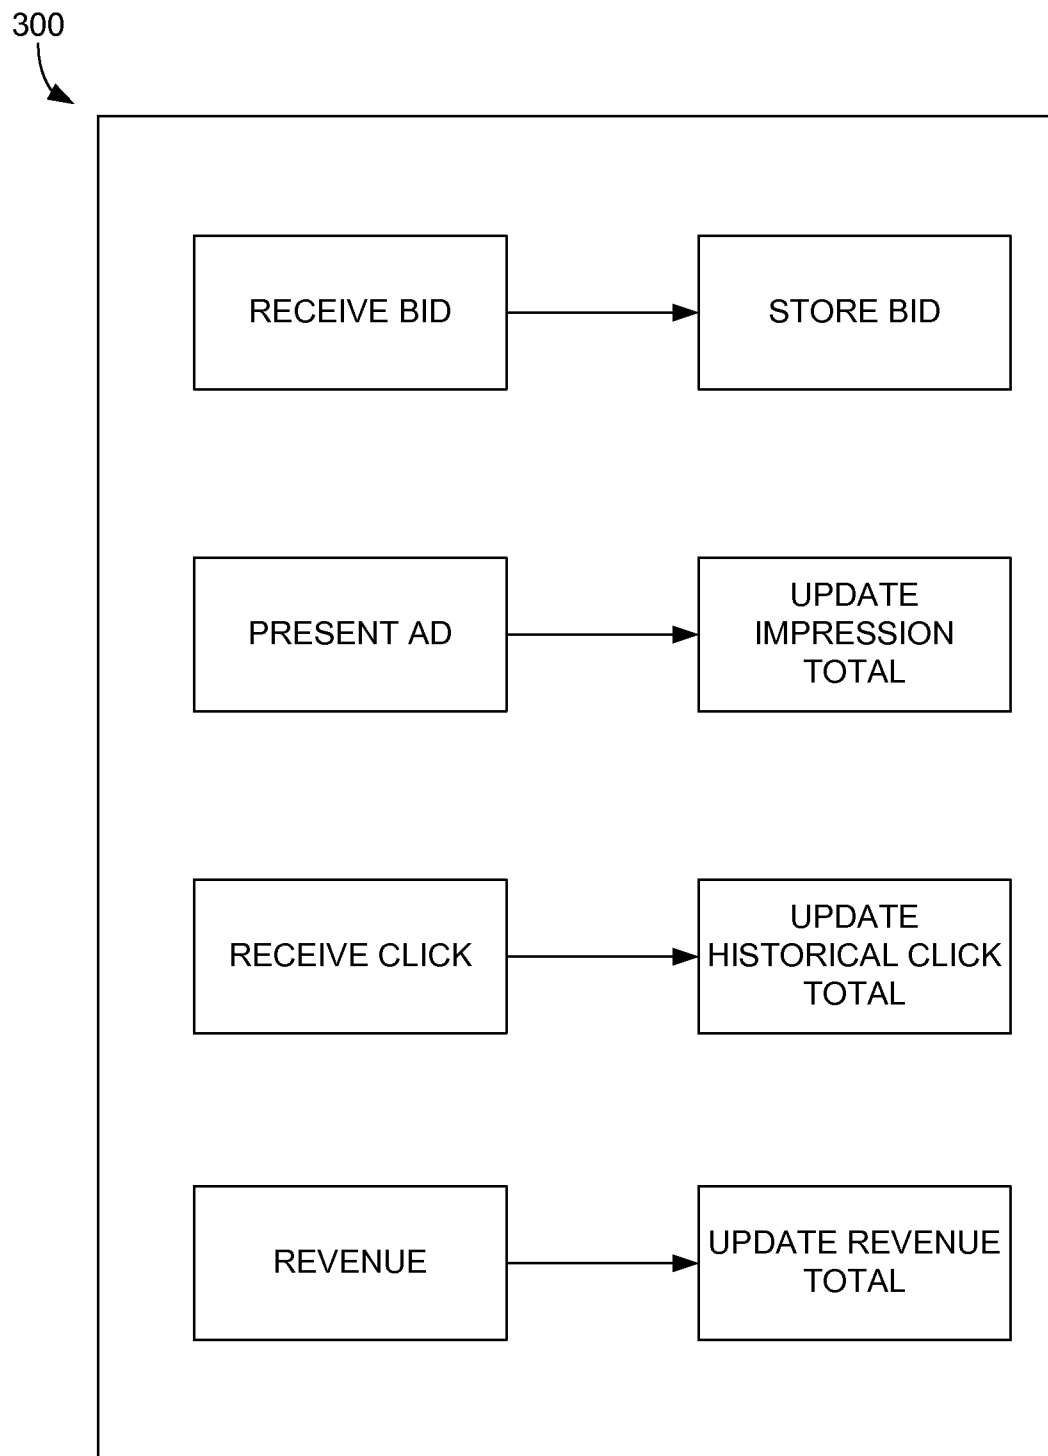 300
RECEIVE BID
STORE BID
PRESENT AD
UPDATE
IMPRESSION
TOTAL
RECEIVE CLICK
UPDATE
HISTORICAL CLICK
TOTAL
REVENUE
UPDATE REVENUE
TOTAL